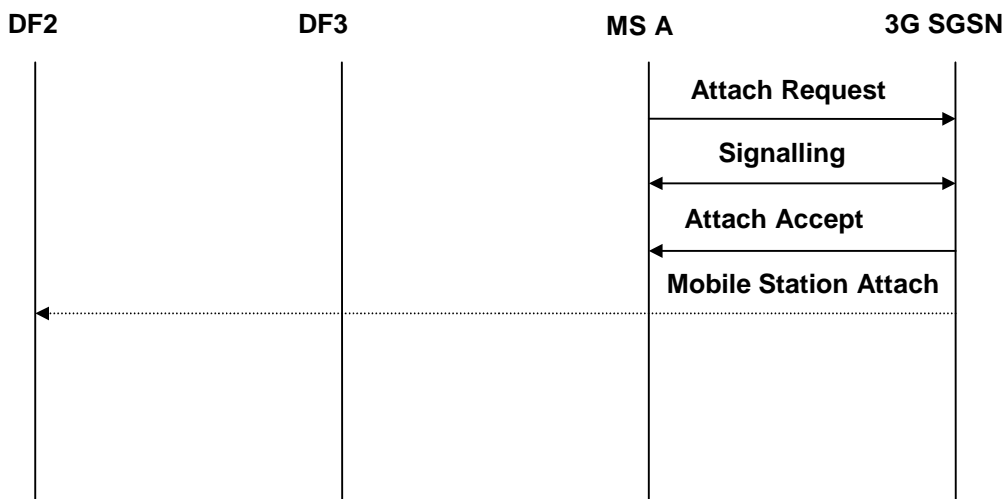 DF2 DF3 MS A 3G SGSN
Attach Request
Signalling
Attach Accept
Mobile Station Attach